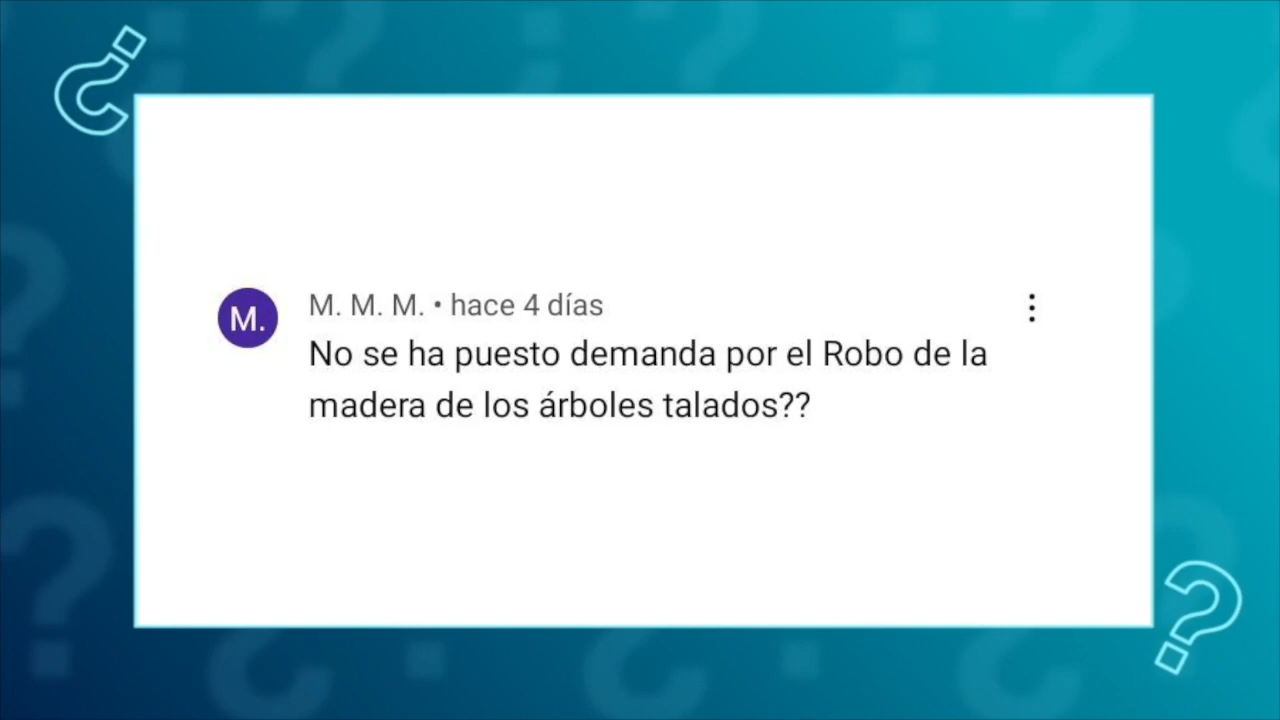 M.
M. M. M. • hace 4 días
No se ha puesto demanda por el Robo de la
madera de los árboles talados??